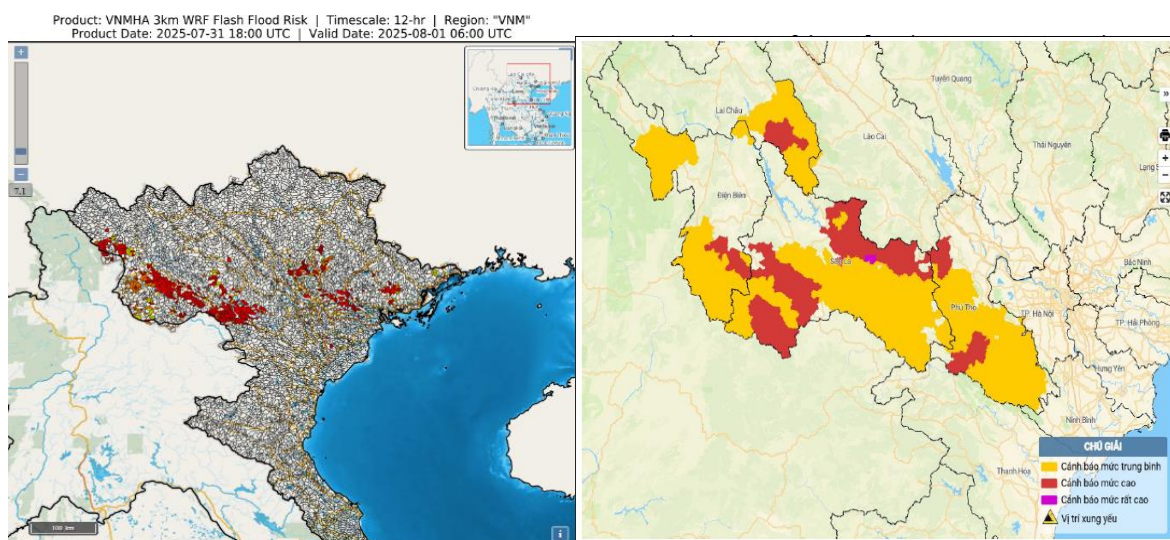 Product: VNMHA 3km WRF Flash Flood Risk | Timescale: 12-hr | Region: "VNM"
Product Date: 2025-07-31 18:00 UTC | Valid Date: 2025-08-01 06:00 UTC
7.1
100 km
Tuyên Quang
Lai Châu
Lào Cai
Thái Nguyên
Lạng S
Điện Biên
Sơn La
Bắc Ninh
Phú Thọ
TP. Hà Nội
TP. Hải Phòng
Hưng Yên
Ninh Bình
Thanh Hóa
CHÚ GIẢI
Cảnh báo mức trung bình
Cảnh báo mức cao
Cảnh báo mức rất cao
Vị trí xung yếu